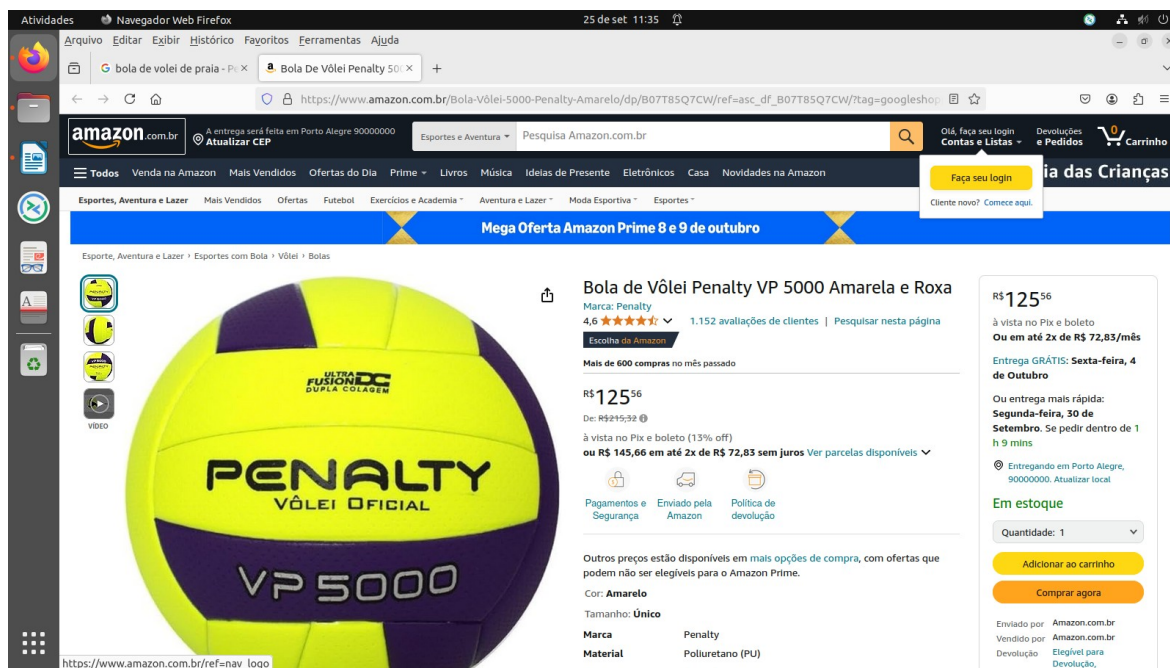 Atividades Navegador Web Firefox 25 de set 11:35
Arquivo Editar Exibir Histórico Favoritos Ferramentas Ajuda
bola de volei de praia - Pe × Bola De Vôlei Penalty 500 × +
https://www.amazon.com.br/Bola-Vôlei-5000-Penalty-Amarelo/dp/B07T85Q7CW/ref=asc_df_B07T85Q7CW/?tag=googleshop
amazon.com.br A entrega será feita em Porto Alegre 90000000 Atualizar CEP Esportes e Aventura Pesquisa Amazon.com.br Olá, faça seu login Contas e Listas Devoluções e Pedidos 0 Carrinho
Todos Venda na Amazon Mais Vendidos Ofertas do Dia Prime Livros Música Ideias de Presente Eletrônicos Casa Novidades na Amazon ia das Crianças
Faça seu login
Cliente novo? Comece aqui.
Esportes, Aventura e Lazer Mais Vendidos Ofertas Futebol Exercícios e Academia Aventura e Lazer Moda Esportiva Esportes
Mega Oferta Amazon Prime 8 e 9 de outubro
Esporte, Aventura e Lazer › Esportes com Bola › Vôlei › Bolas
VÍDEO
ULTRA
FUSION DC
DUPLA COLAGEM
PENALTY
VÔLEI OFICIAL
VP 5000
Bola de Vôlei Penalty VP 5000 Amarela e Roxa
Marca: Penalty
4,6 1.152 avaliações de clientes | Pesquisar nesta página
Escolha da Amazon
Mais de 600 compras no mês passado
R$12556
De: R$215,32
à vista no Pix e boleto (13% off)
ou R$ 145,66 em até 2x de R$ 72,83 sem juros Ver parcelas disponíveis
Pagamentos e Segurança
Enviado pela Amazon
Política de devolução
Outros preços estão disponíveis em mais opções de compra, com ofertas que
podem não ser elegíveis para o Amazon Prime.
Cor: Amarelo
Tamanho: Único
Marca Penalty
Material Poliuretano (PU)
R$12556
à vista no Pix e boleto
Ou em até 2x de R$ 72,83/mês
Entrega GRÁTIS: Sexta-feira, 4
de Outubro
Ou entrega mais rápida:
Segunda-feira, 30 de
Setembro. Se pedir dentro de 1
h 9 mins
Entregando em Porto Alegre,
90000000. Atualizar local
Em estoque
Quantidade: 1
Adicionar ao carrinho
Comprar agora
Enviado por Amazon.com.br
Vendido por Amazon.com.br
Devolução Elegível para
Devolução,
https://www.amazon.com.br/ref=nav_logo